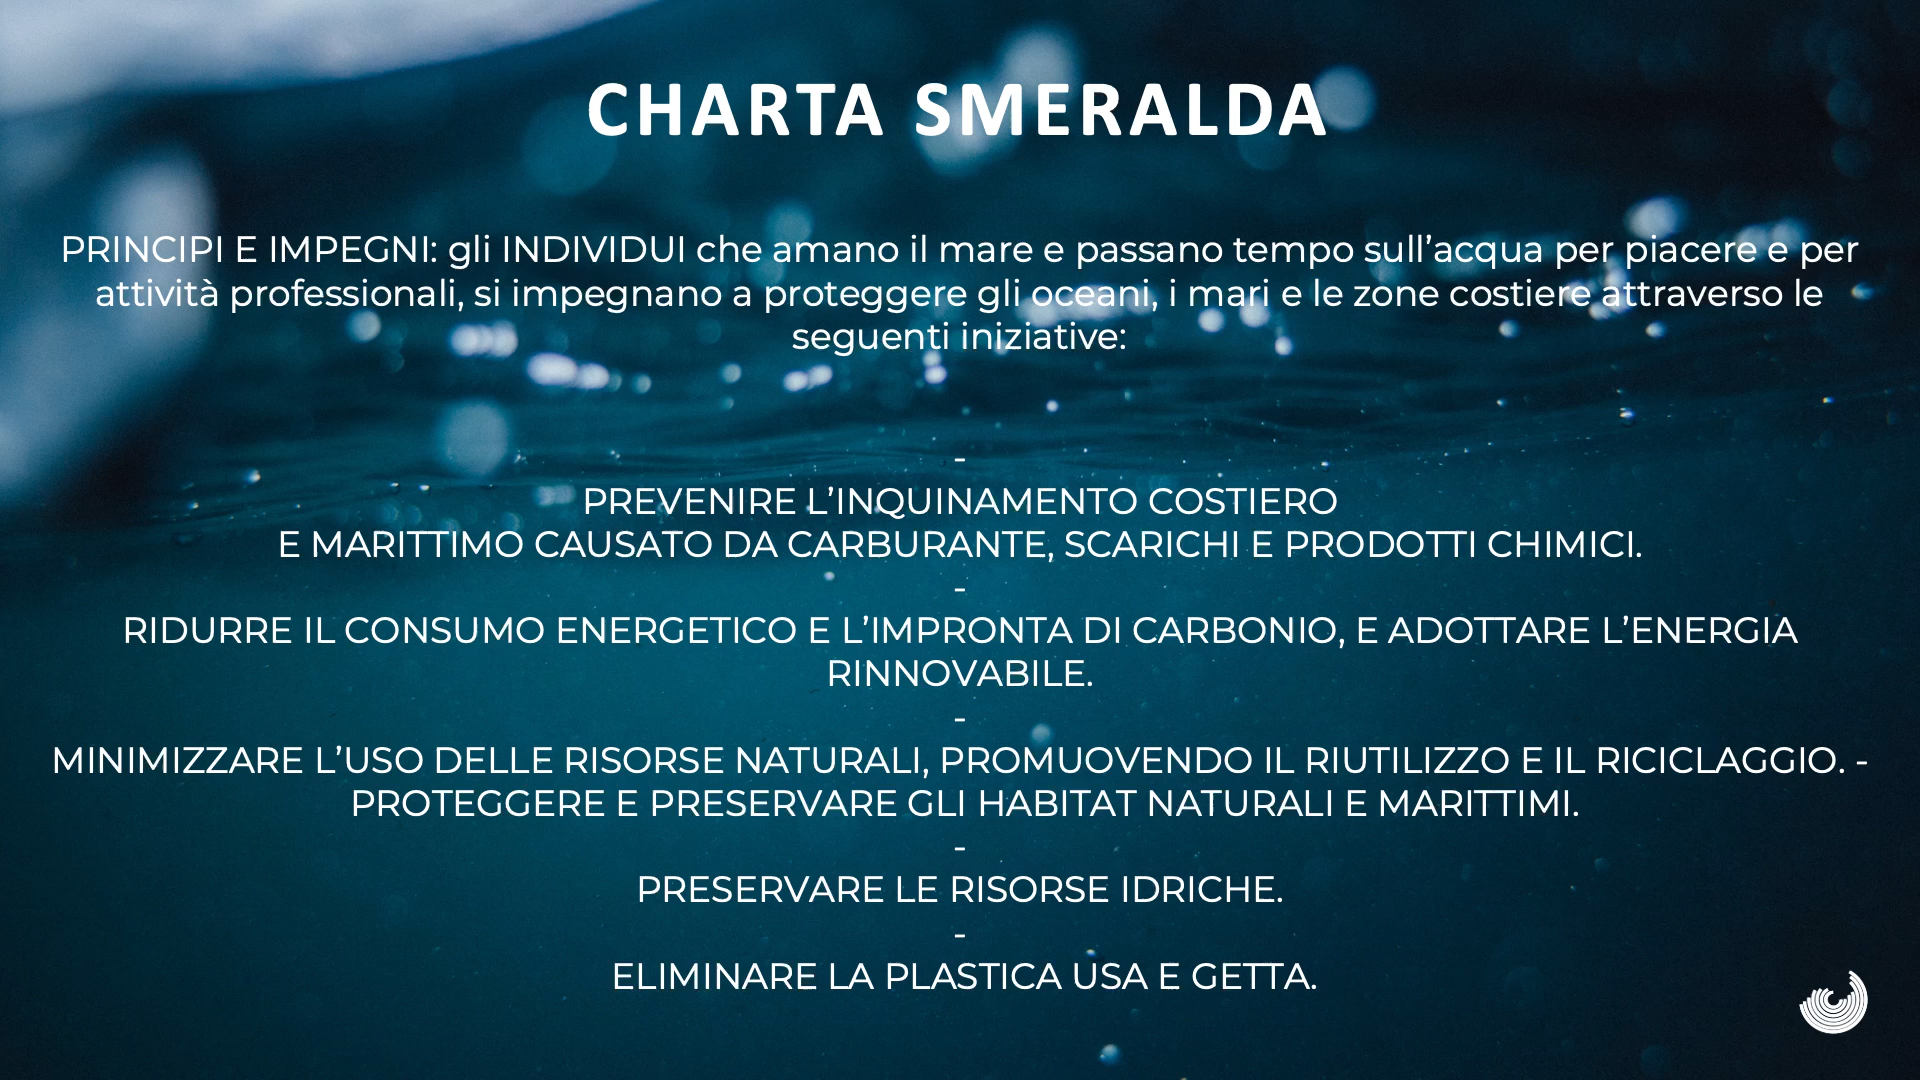 CHARTA SMERALDA
PRINCIPI E IMPEGNI: gli INDIVIDUI che amano il mare e passano tempo sull’acqua per piacere e per
attività professionali, si impegnano a proteggere gli oceani, i mari e le zone costiere attraverso le
seguenti iniziative:
-
PREVENIRE L’INQUINAMENTO COSTIERO
E MARITTIMO CAUSATO DA CARBURANTE, SCARICHI E PRODOTTI CHIMICI.
-
RIDURRE IL CONSUMO ENERGETICO E L’IMPRONTA DI CARBONIO, E ADOTTARE L’ENERGIA
RINNOVABILE.
-
MINIMIZZARE L’USO DELLE RISORSE NATURALI, PROMUOVENDO IL RIUTILIZZO E IL RICICLAGGIO. -
PROTEGGERE E PRESERVARE GLI HABITAT NATURALI E MARITTIMI.
-
PRESERVARE LE RISORSE IDRICHE.
-
ELIMINARE LA PLASTICA USA E GETTA.